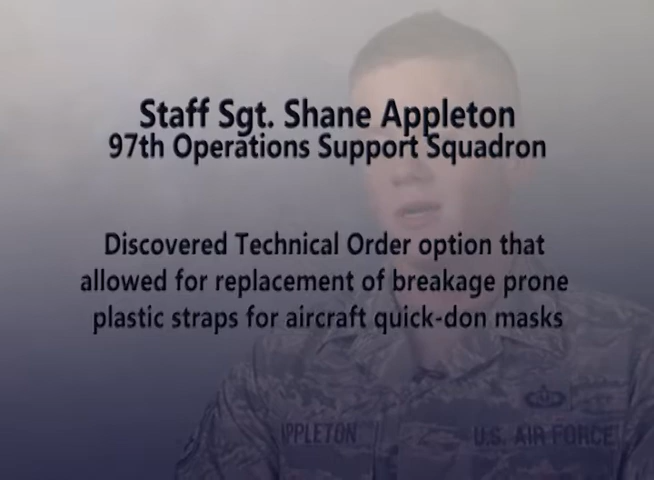 Staff Sgt. Shane Appleton
97th Operations Support Squadron
Discovered Technical Order option that
allowed for replacement of breakage prone
plastic straps for aircraft quick-don masks
APPLETON
U.S. AIR FORCE